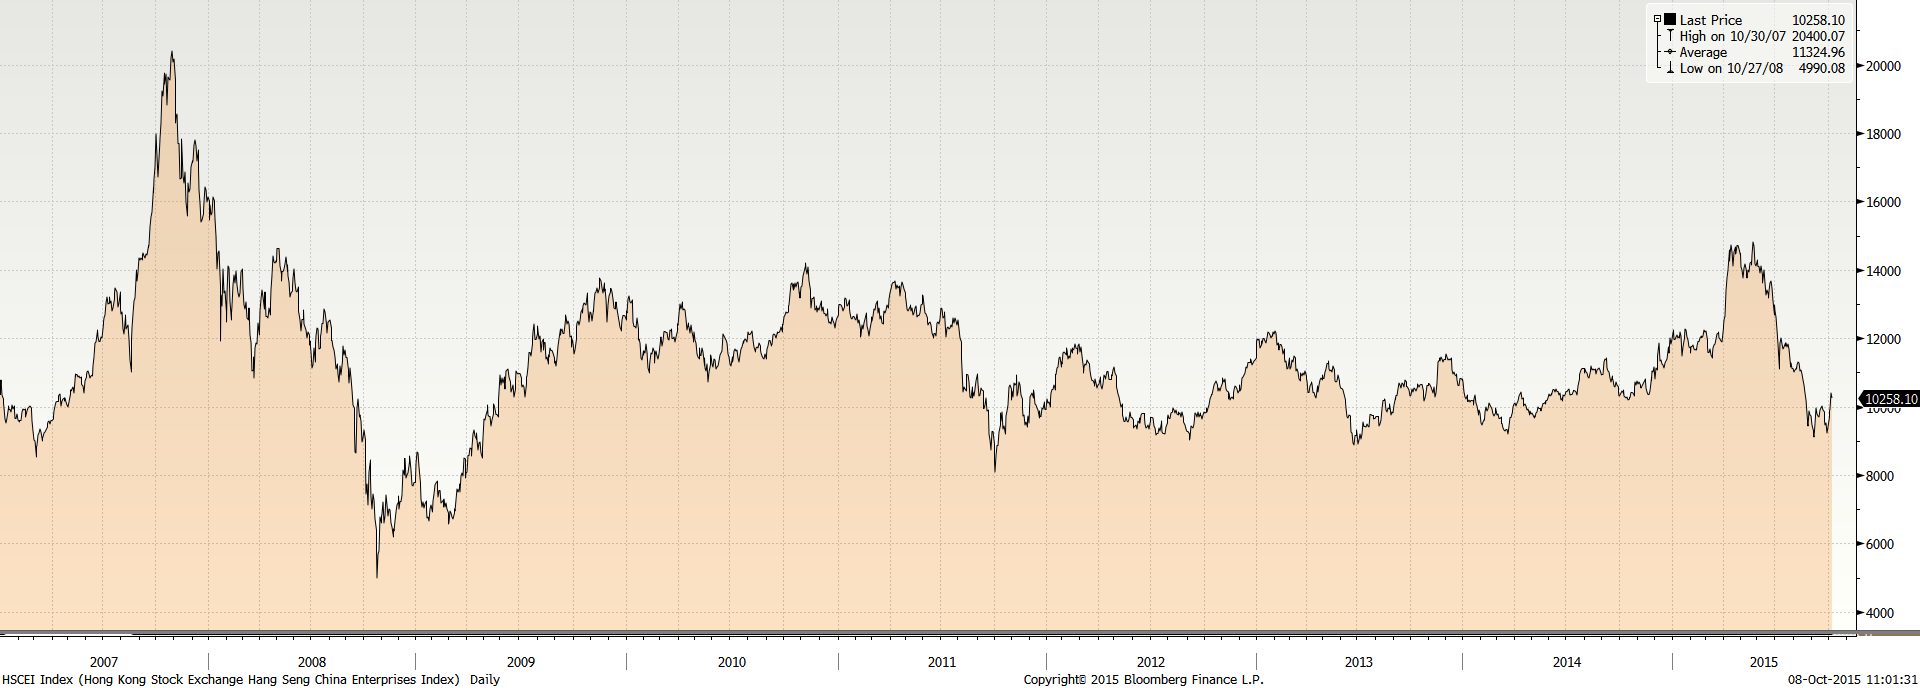 Last Price 10258.10
High on 10/30/07 20400.07
Average 11324.96
Low on 10/27/08 4990.08
20000
18000
16000
14000
12000
10258.10
10000
8000
6000
4000
2007 2008 2009 2010 2011 2012 2013 2014 2015
HSCEI Index (Hong Kong Stock Exchange Hang Seng China Enterprises Index) Daily Copyright© 2015 Bloomberg Finance L.P. 08-Oct-2015 11:01:31